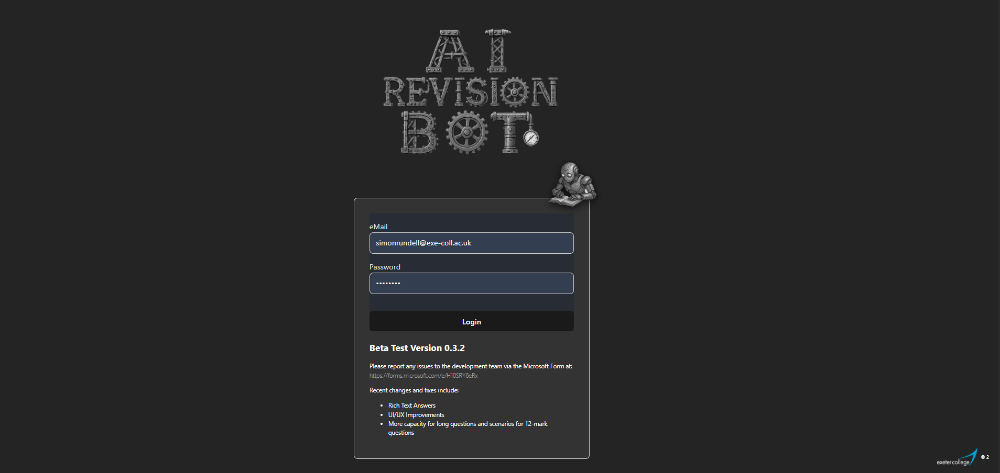 AI
REVISION
BOT
eMail
simonrundell@exe-coll.ac.uk
Password
••••••••
Login
Beta Test Version 0.3.2
Please report any issues to the development team via the Microsoft Form at:
https://forms.microsoft.com/e/H10SRY6eRx
Recent changes and fixes include:
• Rich Text Answers
• UI/UX Improvements
• More capacity for long questions and scenarios for 12-mark
questions
exeter college
© 2